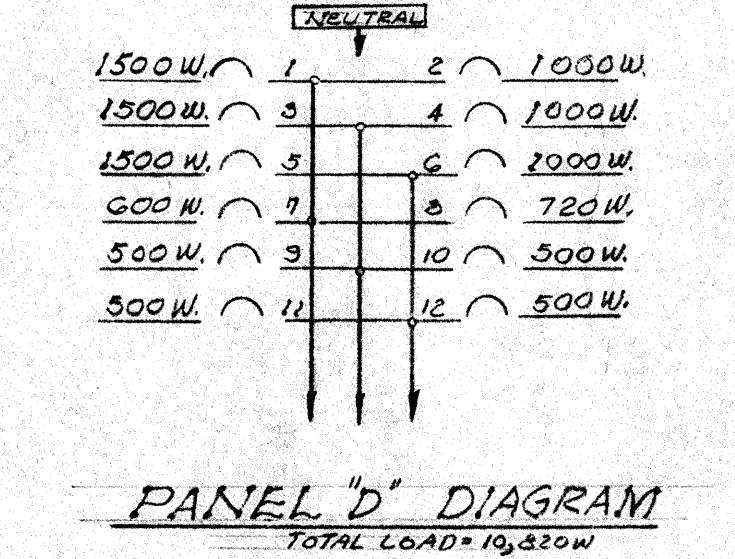 NEUTRAL
1500 W. 1 2 1000 W.
1500 W. 3 4 1000 W.
1500 W. 5 6 1000 W.
600 W. 7 8 720 W.
500 W. 9 10 500 W.
500 W. 11 12 500 W.
PANEL "D" DIAGRAM
TOTAL LOAD = 10,820 W